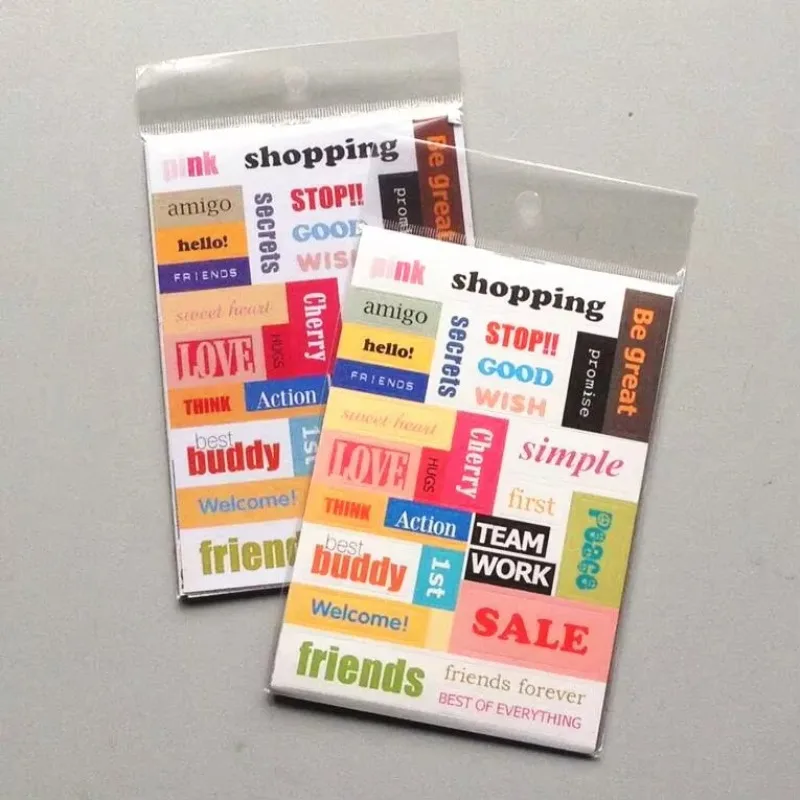 pink
shopping
Be great
amigo
secrets
STOP!!
hello!
GOOD
promise
FRIENDS
WISH
sweet heart
Cherry
LOVE
HUGS
THINK
Action
best
buddy
1st
Welcome!
friends
pink
shopping
Be great
amigo
secrets
STOP!!
hello!
GOOD
promise
FRIENDS
WISH
sweet heart
Cherry
simple
LOVE
HUGS
first
THINK
Action
TEAM
WORK
Peace
best
buddy
1st
Welcome!
SALE
friends
friends forever
BEST OF EVERYTHING